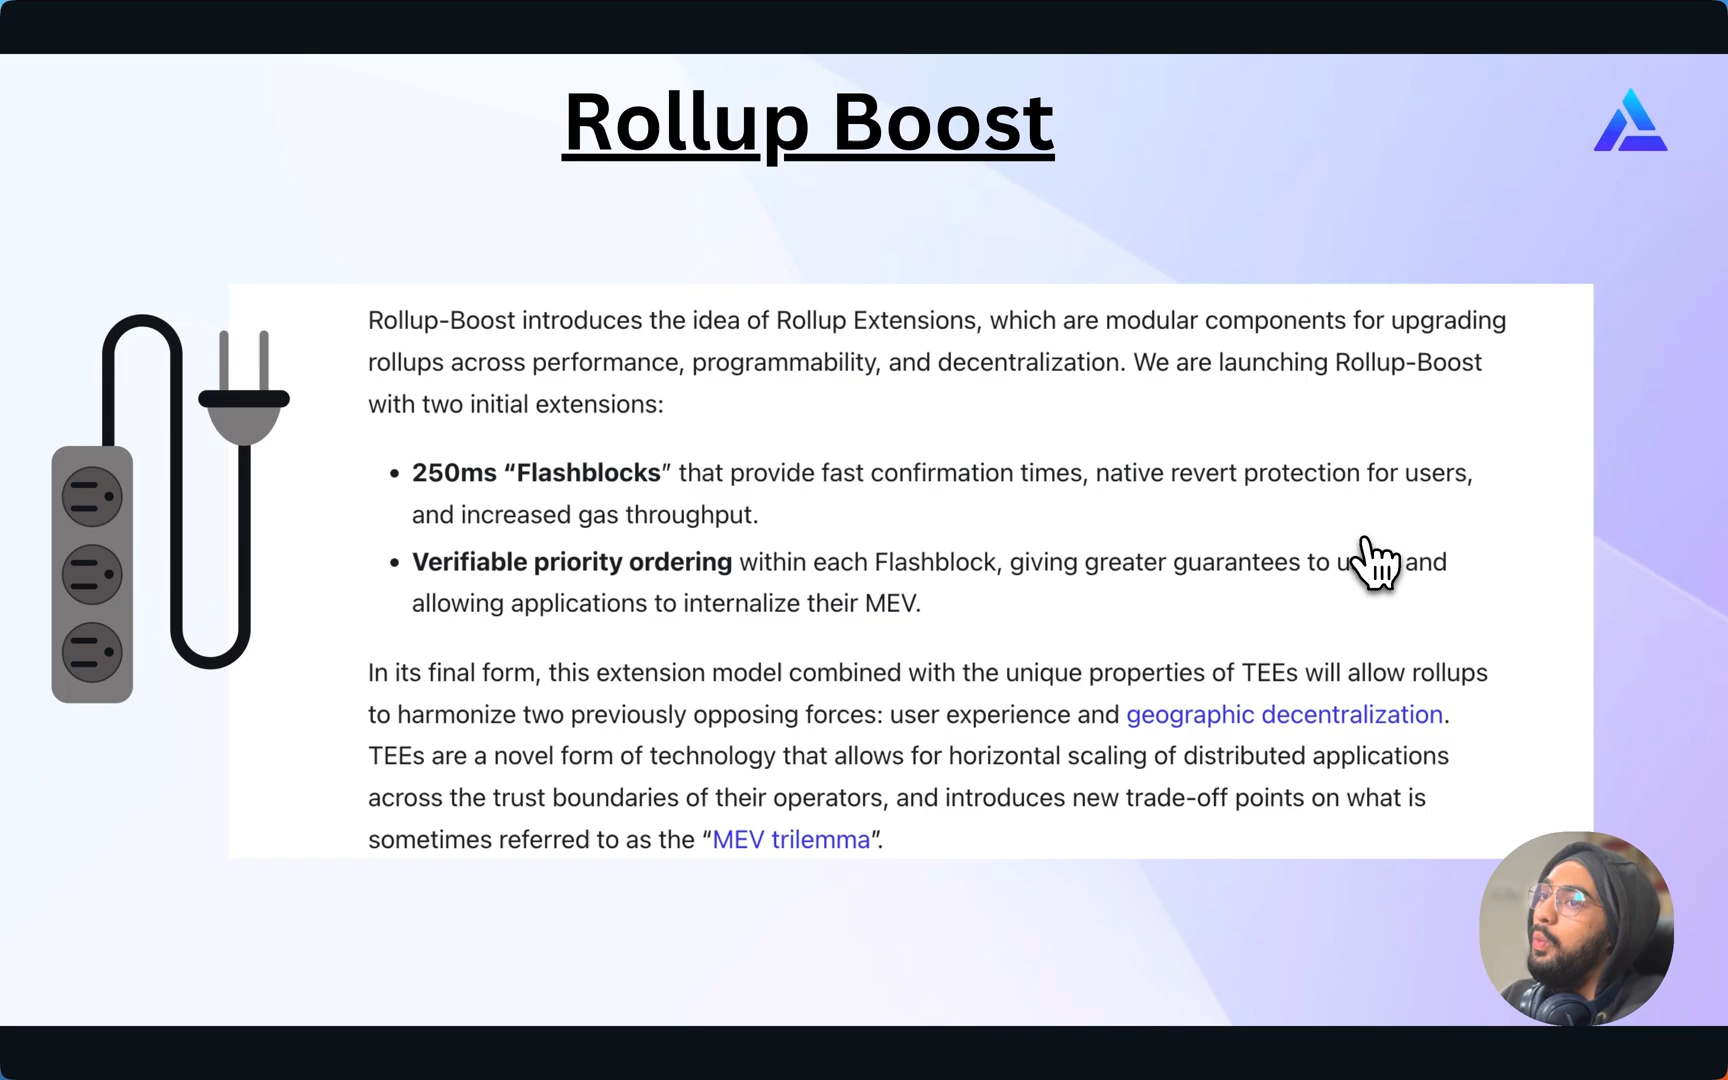 Rollup Boost
Rollup-Boost introduces the idea of Rollup Extensions, which are modular components for upgrading
rollups across performance, programmability, and decentralization. We are launching Rollup-Boost
with two initial extensions:
• 250ms “Flashblocks” that provide fast confirmation times, native revert protection for users,
and increased gas throughput.
• Verifiable priority ordering within each Flashblock, giving greater guarantees to and
allowing applications to internalize their MEV.
In its final form, this extension model combined with the unique properties of TEEs will allow rollups
to harmonize two previously opposing forces: user experience and geographic decentralization.
TEEs are a novel form of technology that allows for horizontal scaling of distributed applications
across the trust boundaries of their operators, and introduces new trade-off points on what is
sometimes referred to as the “MEV trilemma”.